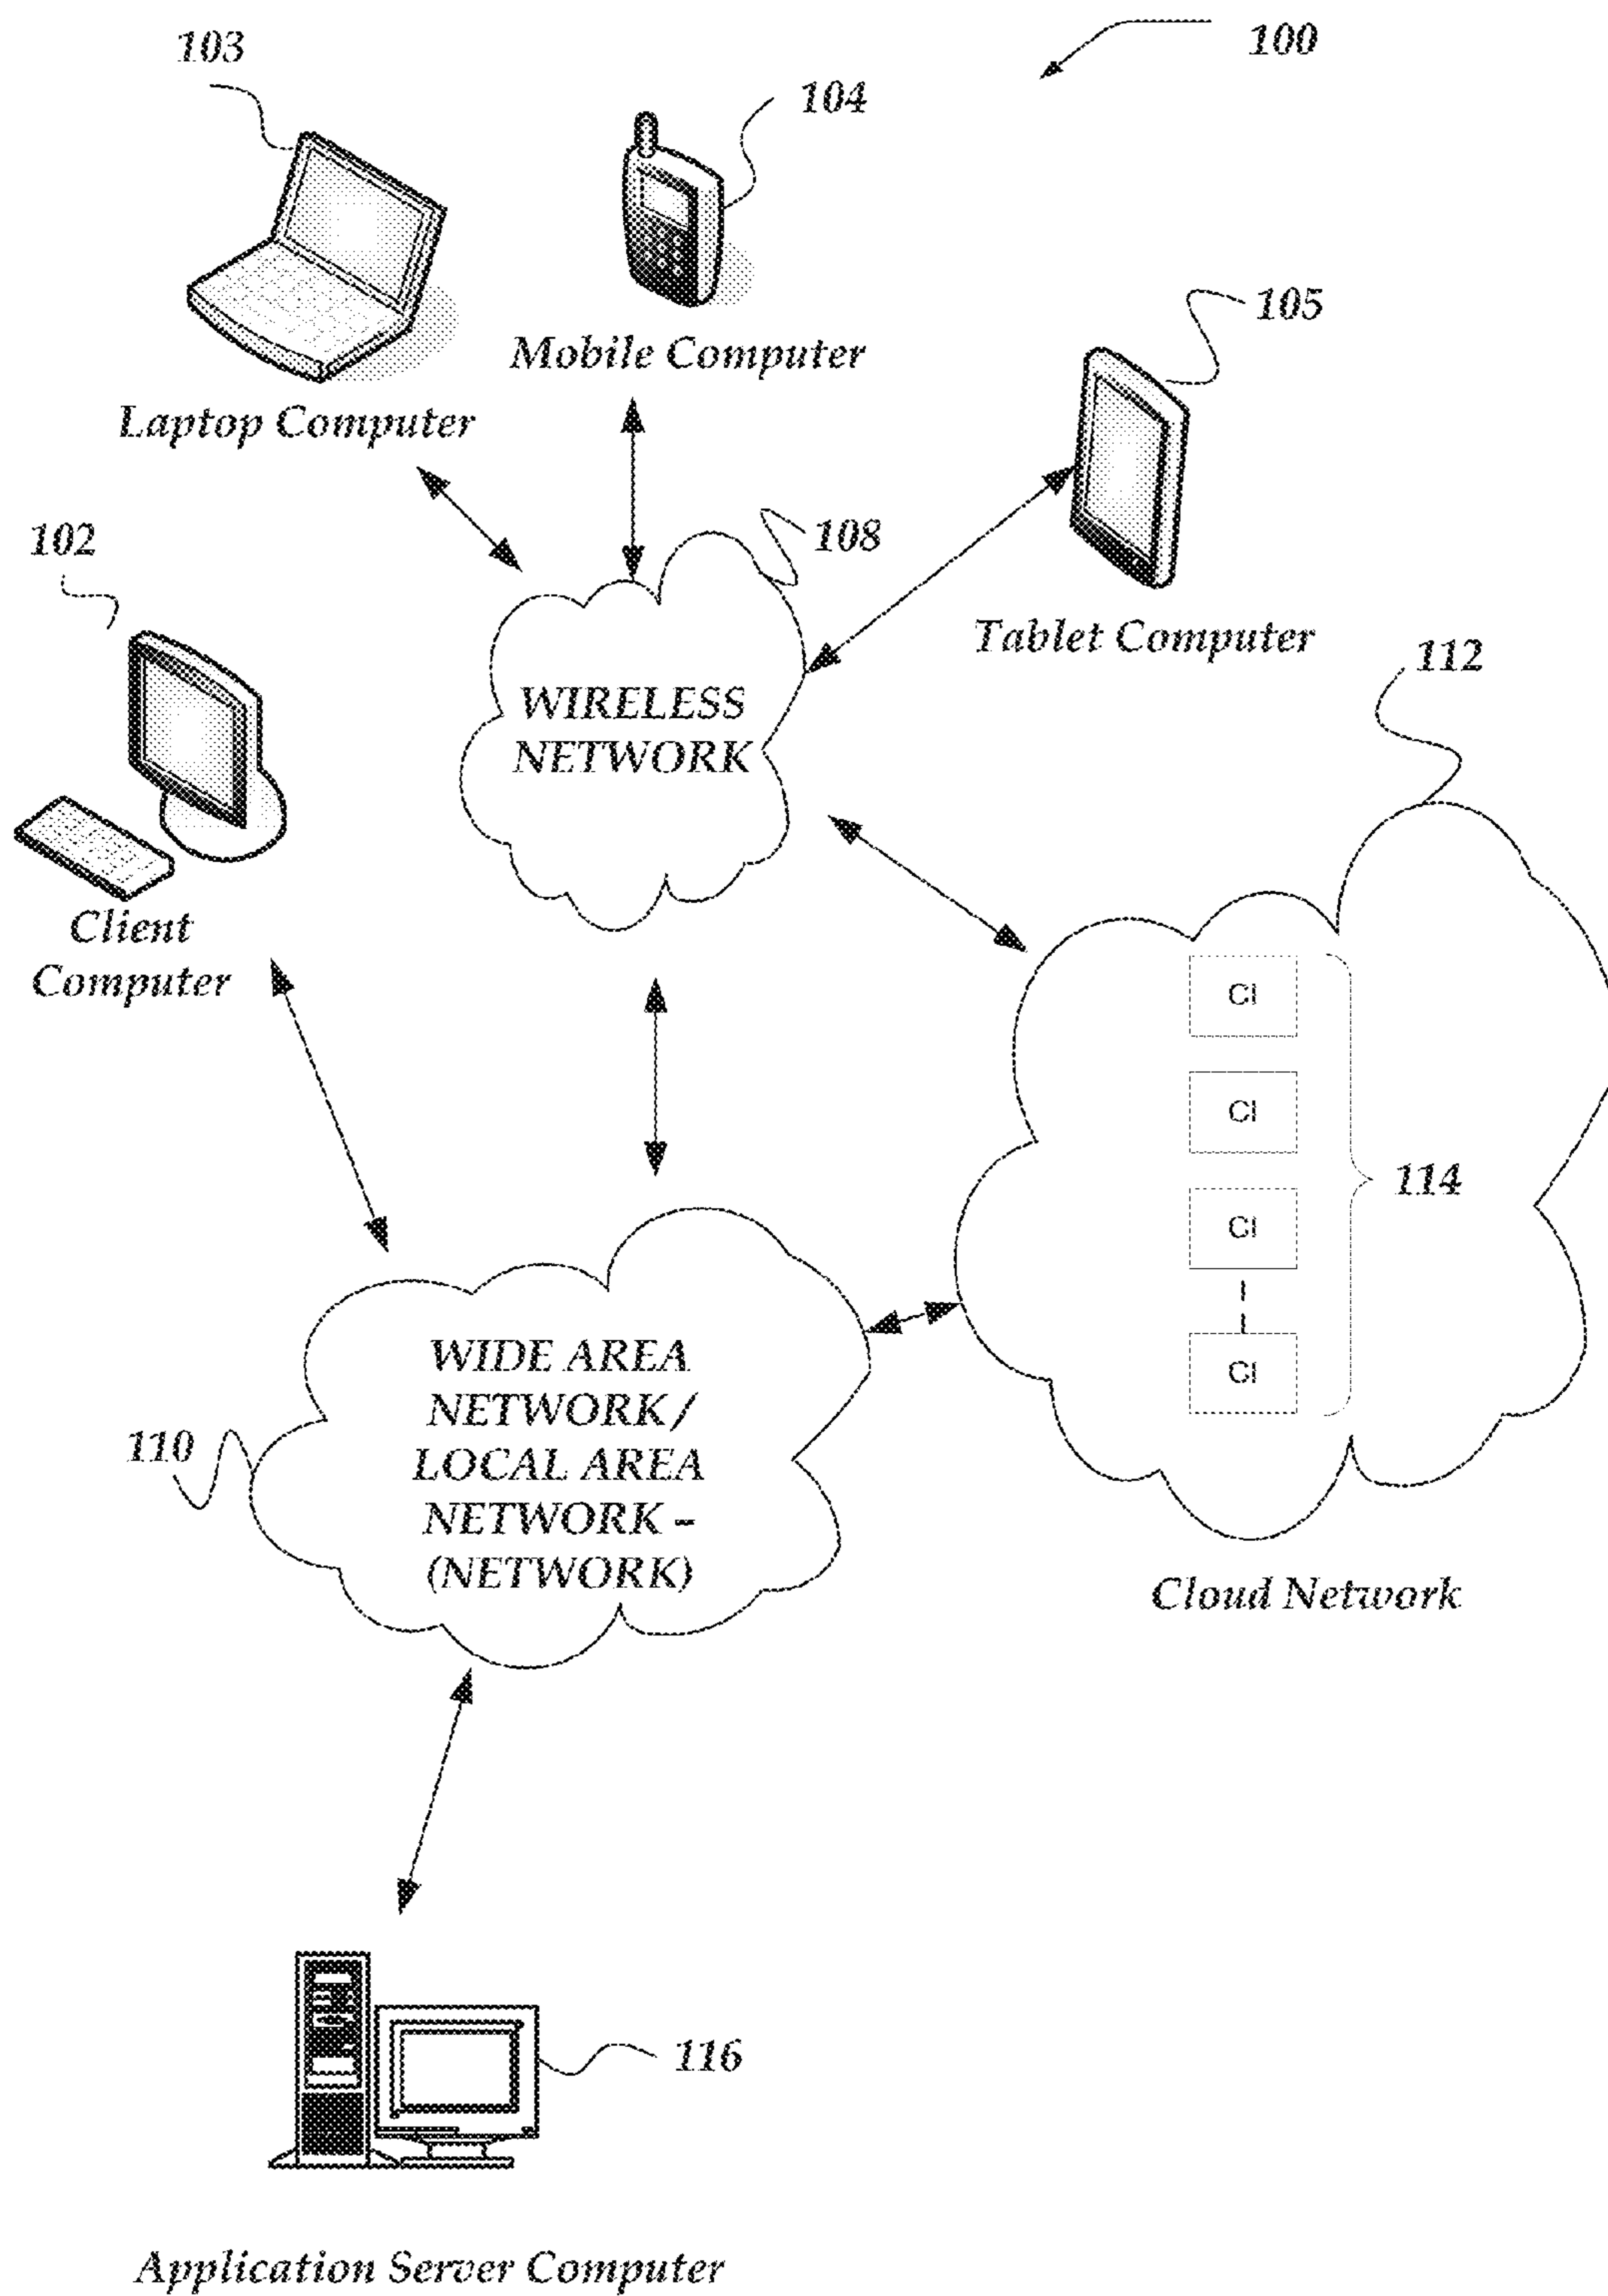 103
100
104
105
Mobile Computer
Laptop Computer
102
108
Tablet Computer
112
WIRELESS
NETWORK
Client
Computer
CI
CI
114
CI
CI
WIDE AREA
NETWORK /
LOCAL AREA
NETWORK –
(NETWORK)
110
Cloud Network
116
Application Server Computer